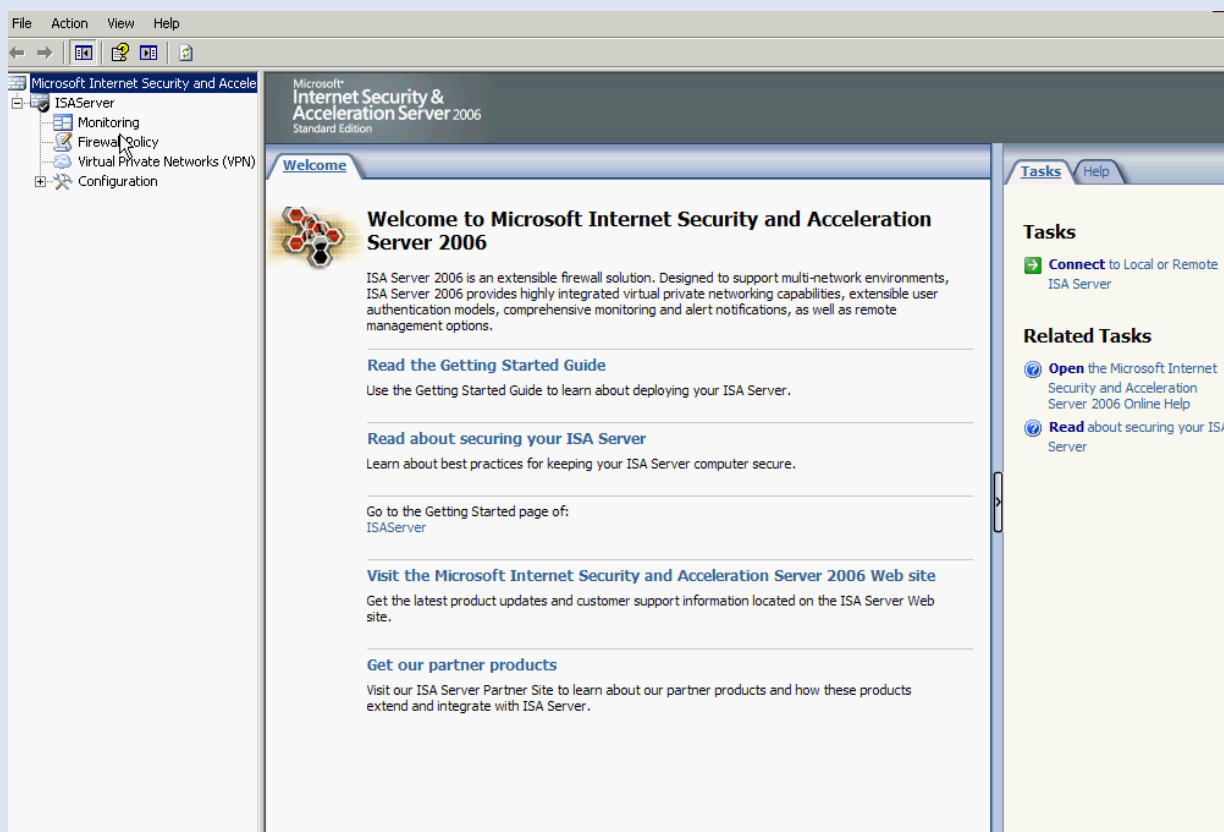 File Action View Help
Microsoft Internet Security and Accele
ISAServer
Monitoring
Firewall Policy
Virtual Private Networks (VPN)
Configuration
Microsoft
Internet Security &
Acceleration Server 2006
Standard Edition
Welcome
Welcome to Microsoft Internet Security and Acceleration
Server 2006
ISA Server 2006 is an extensible firewall solution. Designed to support multi-network environments,
ISA Server 2006 provides highly integrated virtual private networking capabilities, extensible user
authentication models, comprehensive monitoring and alert notifications, as well as remote
management options.
Read the Getting Started Guide
Use the Getting Started Guide to learn about deploying your ISA Server.
Read about securing your ISA Server
Learn about best practices for keeping your ISA Server computer secure.
Go to the Getting Started page of:
ISAServer
Visit the Microsoft Internet Security and Acceleration Server 2006 Web site
Get the latest product updates and customer support information located on the ISA Server Web
site.
Get our partner products
Visit our ISA Server Partner Site to learn about our partner products and how these products
extend and integrate with ISA Server.
Tasks Help
Tasks
Connect to Local or Remote
ISA Server
Related Tasks
Open the Microsoft Internet
Security and Acceleration
Server 2006 Online Help
Read about securing your ISA
Server